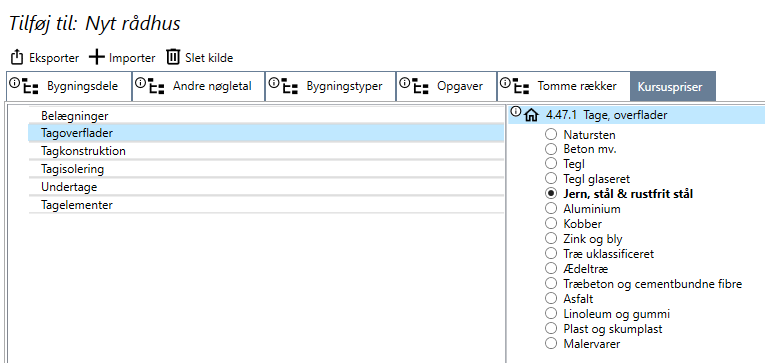 Tilføj til: Nyt rådhus
Eksporter Importer Slet kilde
Bygningsdele Andre nøgletal Bygningstyper Opgaver Tomme rækker Kursuspriser
Belægninger
Tagoverflader
Tagkonstruktion
Tagisolering
Undertage
Tagelementer
4.47.1 Tage, overflader
Natursten
Beton mv.
Tegl
Tegl glaseret
Jern, stål & rustfrit stål
Aluminium
Kobber
Zink og bly
Træ uklassificeret
Ædeltræ
Træbeton og cementbundne fibre
Asfalt
Linoleum og gummi
Plast og skumplast
Malervarer